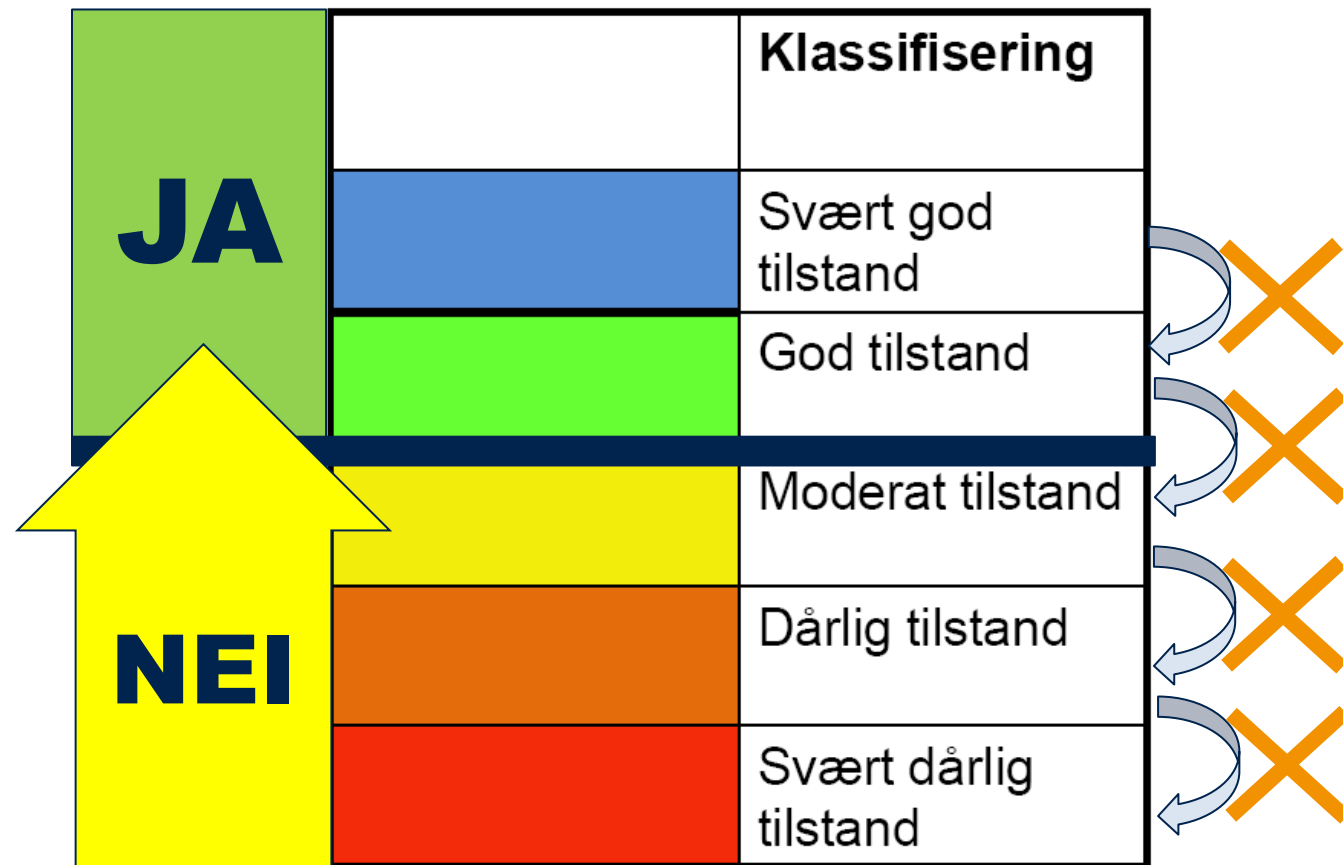 Klassifisering
JA
Svært god
tilstand
God tilstand
Moderat tilstand
NEI
Dårlig tilstand
Svært dårlig
tilstand